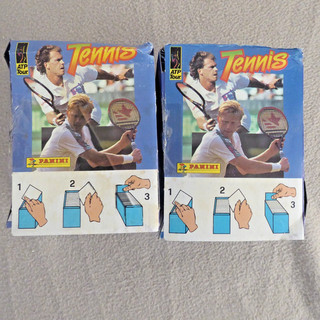 ATP
Tour
Tennis
PANINI
1
2
3
ATP
Tour
Tennis
PANINI
1
2
3